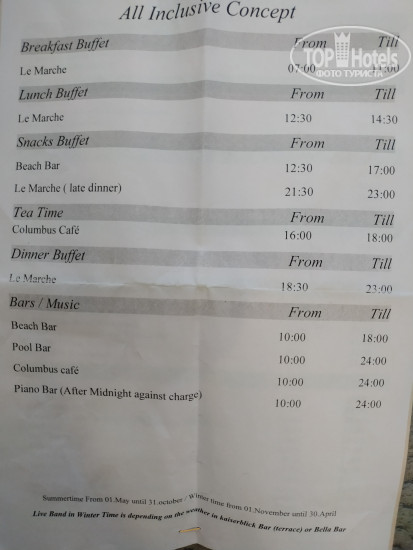 All Inclusive Concept
TOP Hotels
ФОТО ТУРИСТА
Breakfast Buffet From Till
Le Marche 07:00 11:00
Lunch Buffet From Till
Le Marche 12:30 14:30
Snacks Buffet From Till
Beach Bar 12:30 17:00
Le Marche ( late dinner) 21:30 23:00
Tea Time From Till
Columbus Café 16:00 18:00
Dinner Buffet From Till
Le Marche 18:30 23:00
Bars / Music From Till
Beach Bar 10:00 18:00
Pool Bar 10:00 24:00
Columbus café 10:00 24:00
Piano Bar (After Midnight against charge) 10:00 24:00
Summertime From 01.May until 31 october / Winter time from 01.November until 30.April
Live Band in Winter Time is depending on the weather in kaiserblick Bar (terrace) or Bella Bar